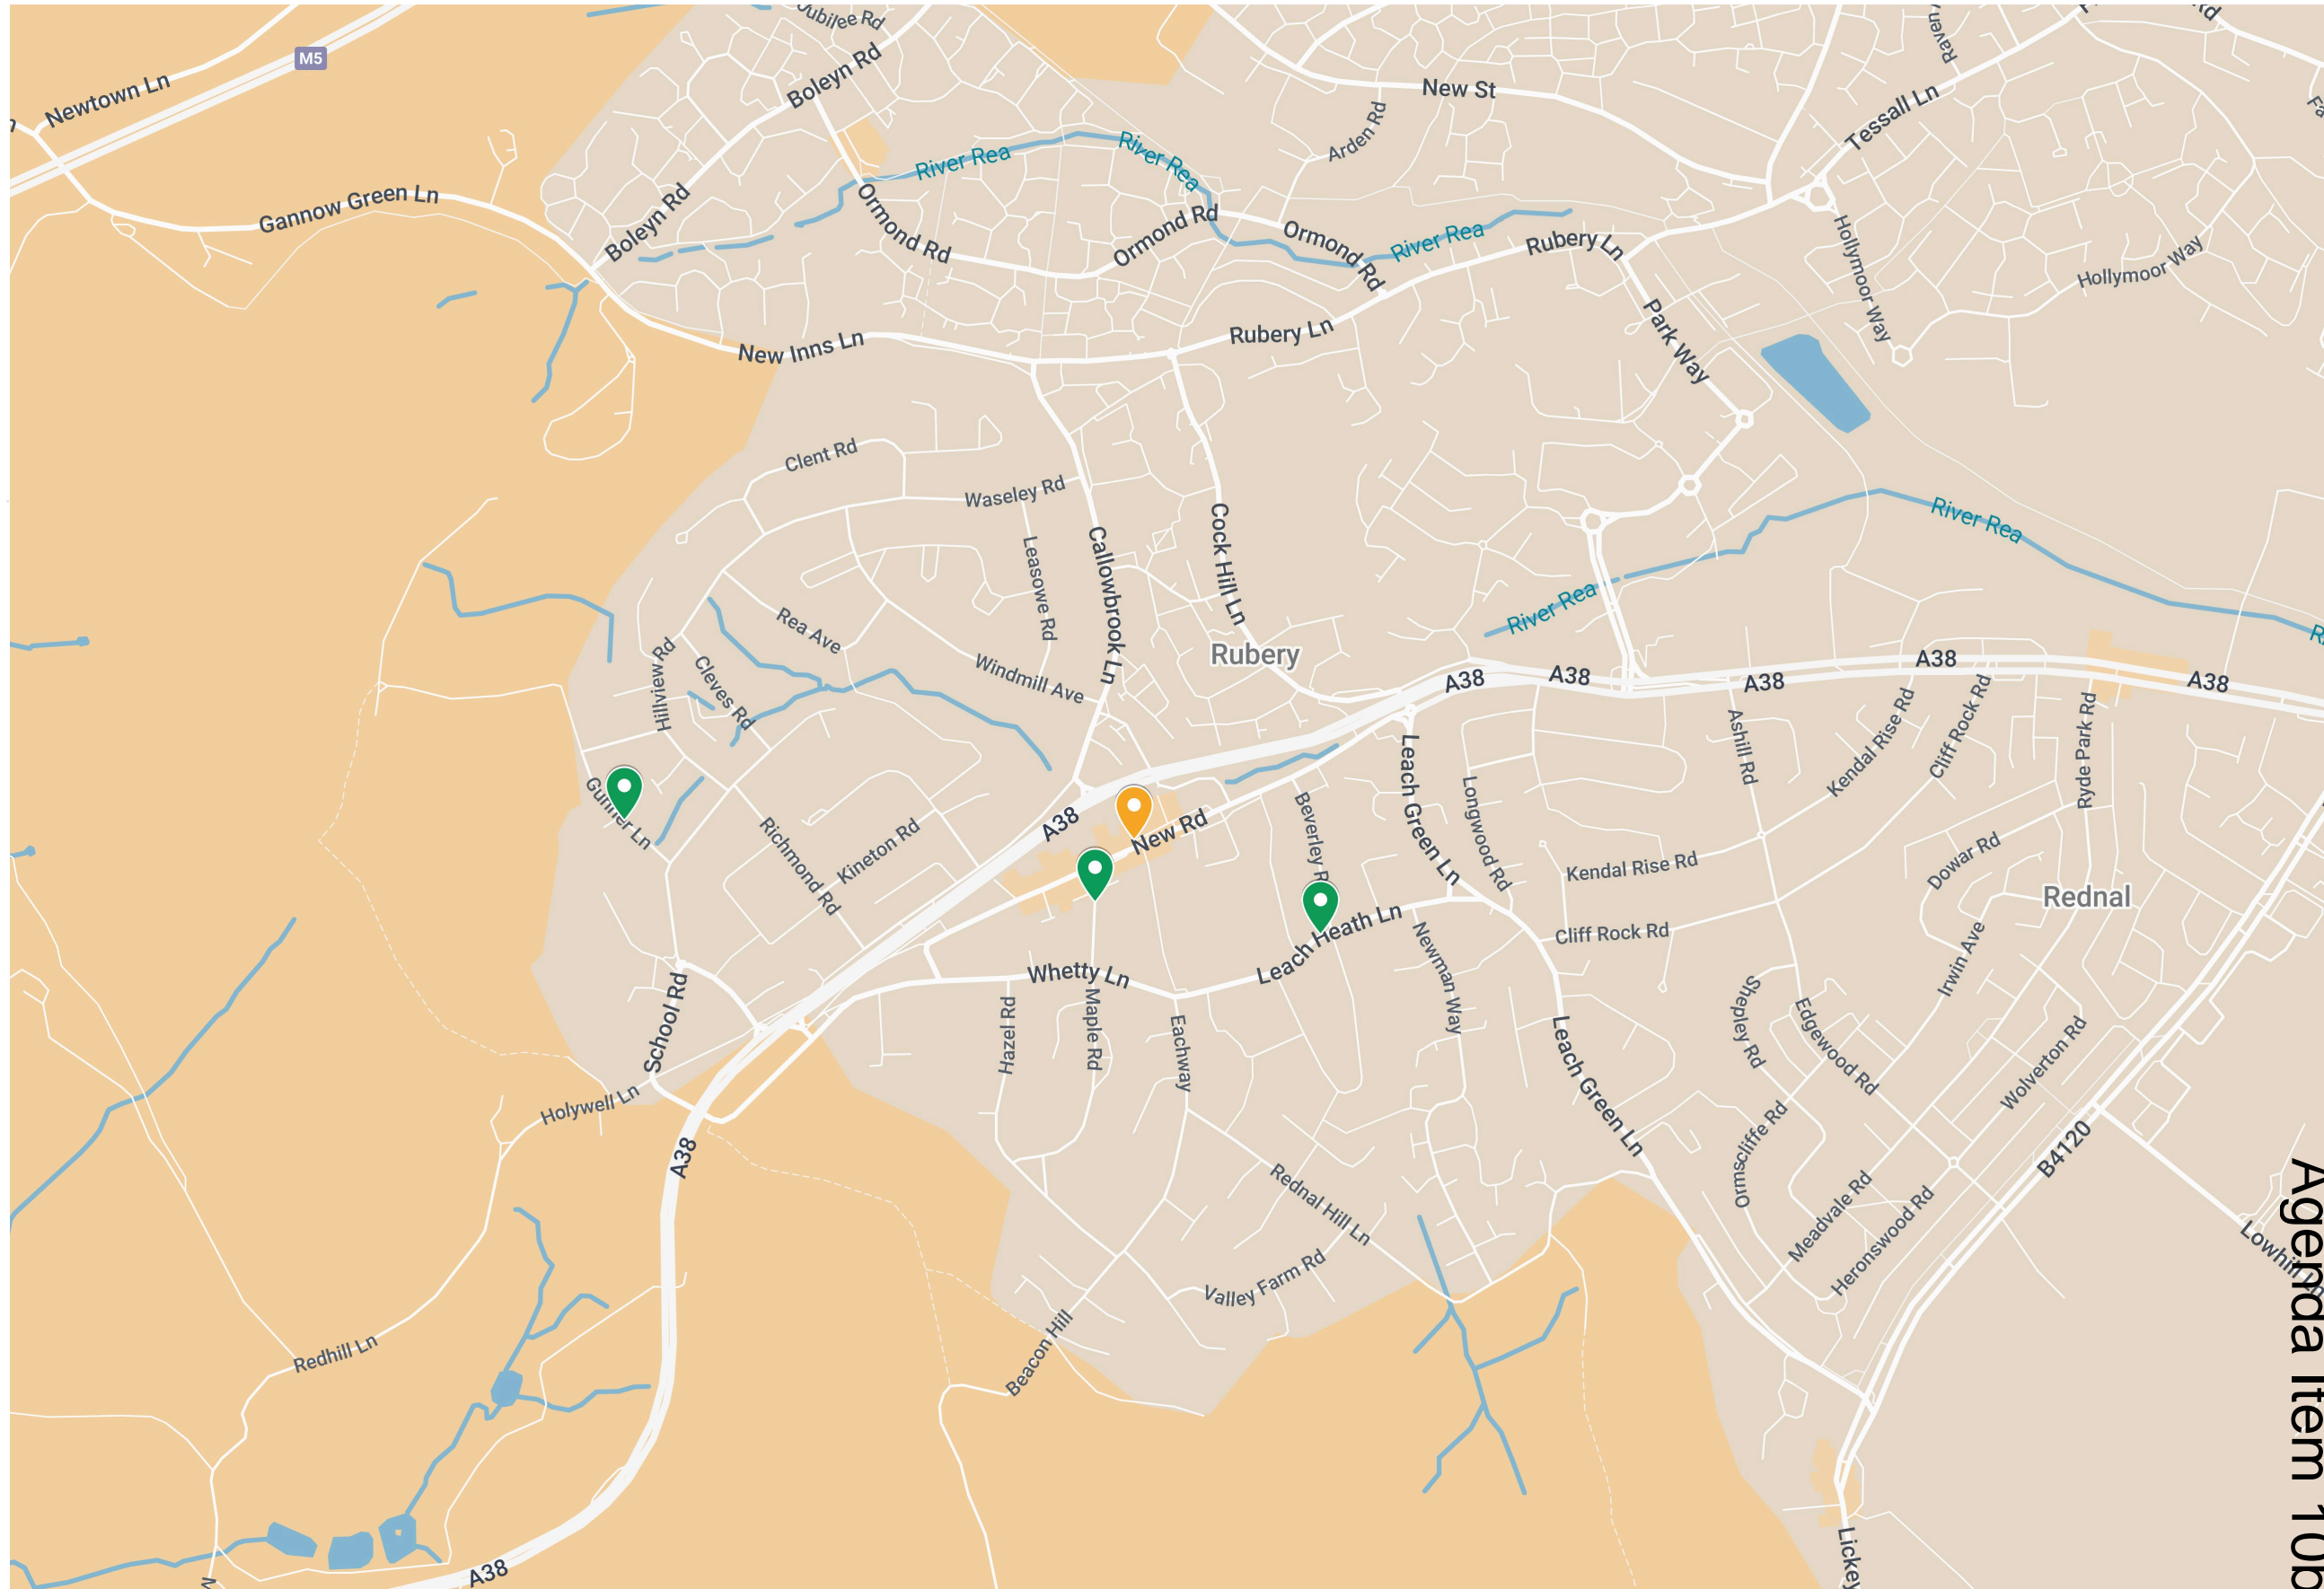 Jubilee Rd
M5
Newtown Ln
Boleyn Rd
New St
Tessall Ln
Arden Rd
River Rea
River Rea
Gannow Green Ln
Boleyn Rd
Ormond Rd
Ormond Rd
Ormond Rd
River Rea
Rubery Ln
Hollymoor Way
Hollymoor Way
New Inns Ln
Rubery Ln
Park Way
Clent Rd
Waseley Rd
Leasowe Rd
Callowbrook Ln
Cock Hill Ln
River Rea
River Rea
Rea Ave
Windmill Ave
Rubery
Hillview Rd
Cleves Rd
A38
A38
A38
A38
A38
Ashill Rd
Kendal Rise Rd
Cliff Rock Rd
Ryde Park Rd
Gunner Ln
Richmond Rd
Kineton Rd
A38
New Rd
Beverley
Leach Green Ln
Longwood Rd
Kendal Rise Rd
Dowar Rd
Rednal
Leach Heath Ln
Cliff Rock Rd
Newman Way
Irwin Ave
Whetty Ln
School Rd
Hazel Rd
Maple Rd
Eachway
Leach Green Ln
Shepley Rd
Edgewood Rd
Wolverton Rd
Holywell Ln
A38
Rednal Hill Ln
Ormscliffe Rd
B4120
Meadvale Rd
Heronswood Rd
Valley Farm Rd
Beacon Hill
Redhill Ln
A38
Lickey
Agenda Item 10b